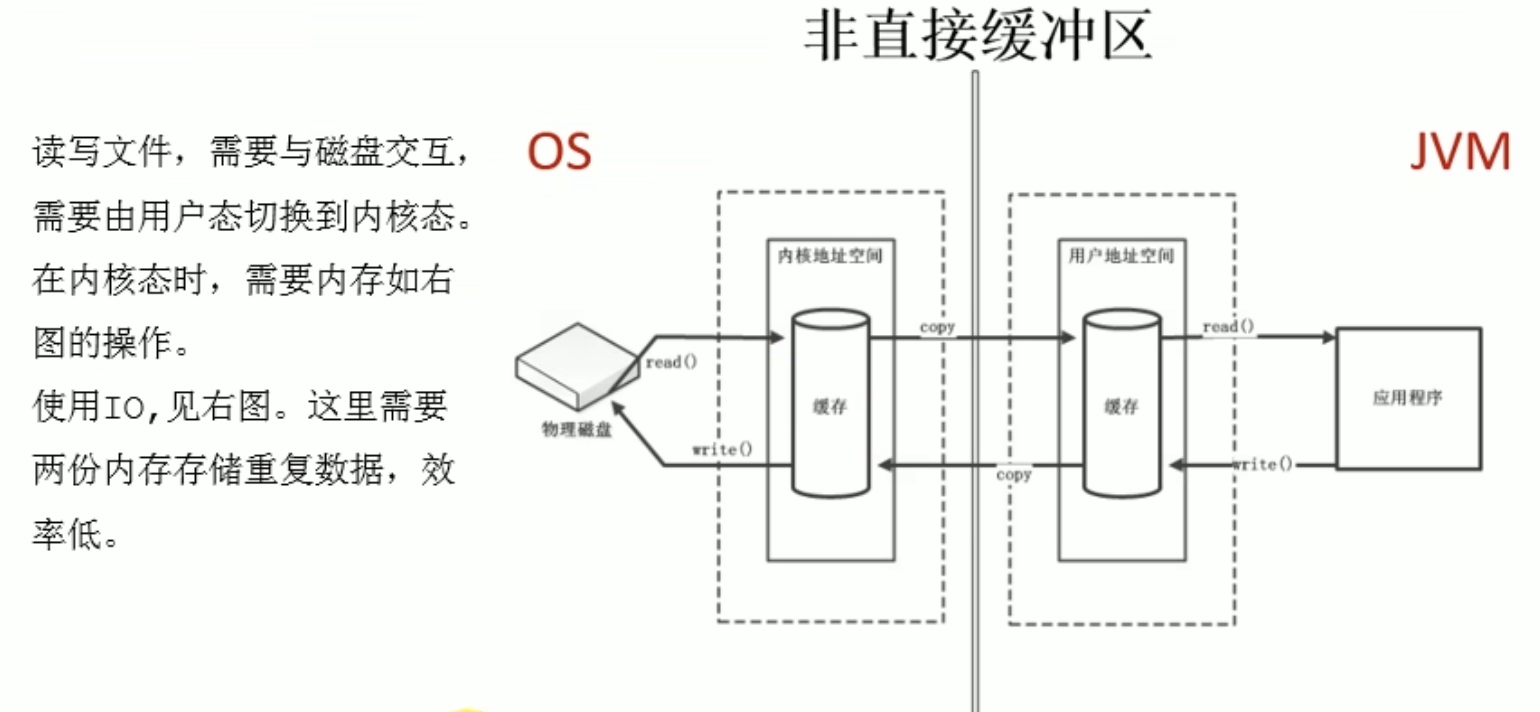 非直接缓冲区
读写文件，需要与磁盘交互，
需要由用户态切换到内核态。
在内核态时，需要内存如右
图的操作。
使用IO,见右图。这里需要
两份内存存储重复数据，效
率低。
OS
JVM
内核地址空间
用户地址空间
copy
read()
read()
物理磁盘
缓存
缓存
应用程序
write()
copy
write()